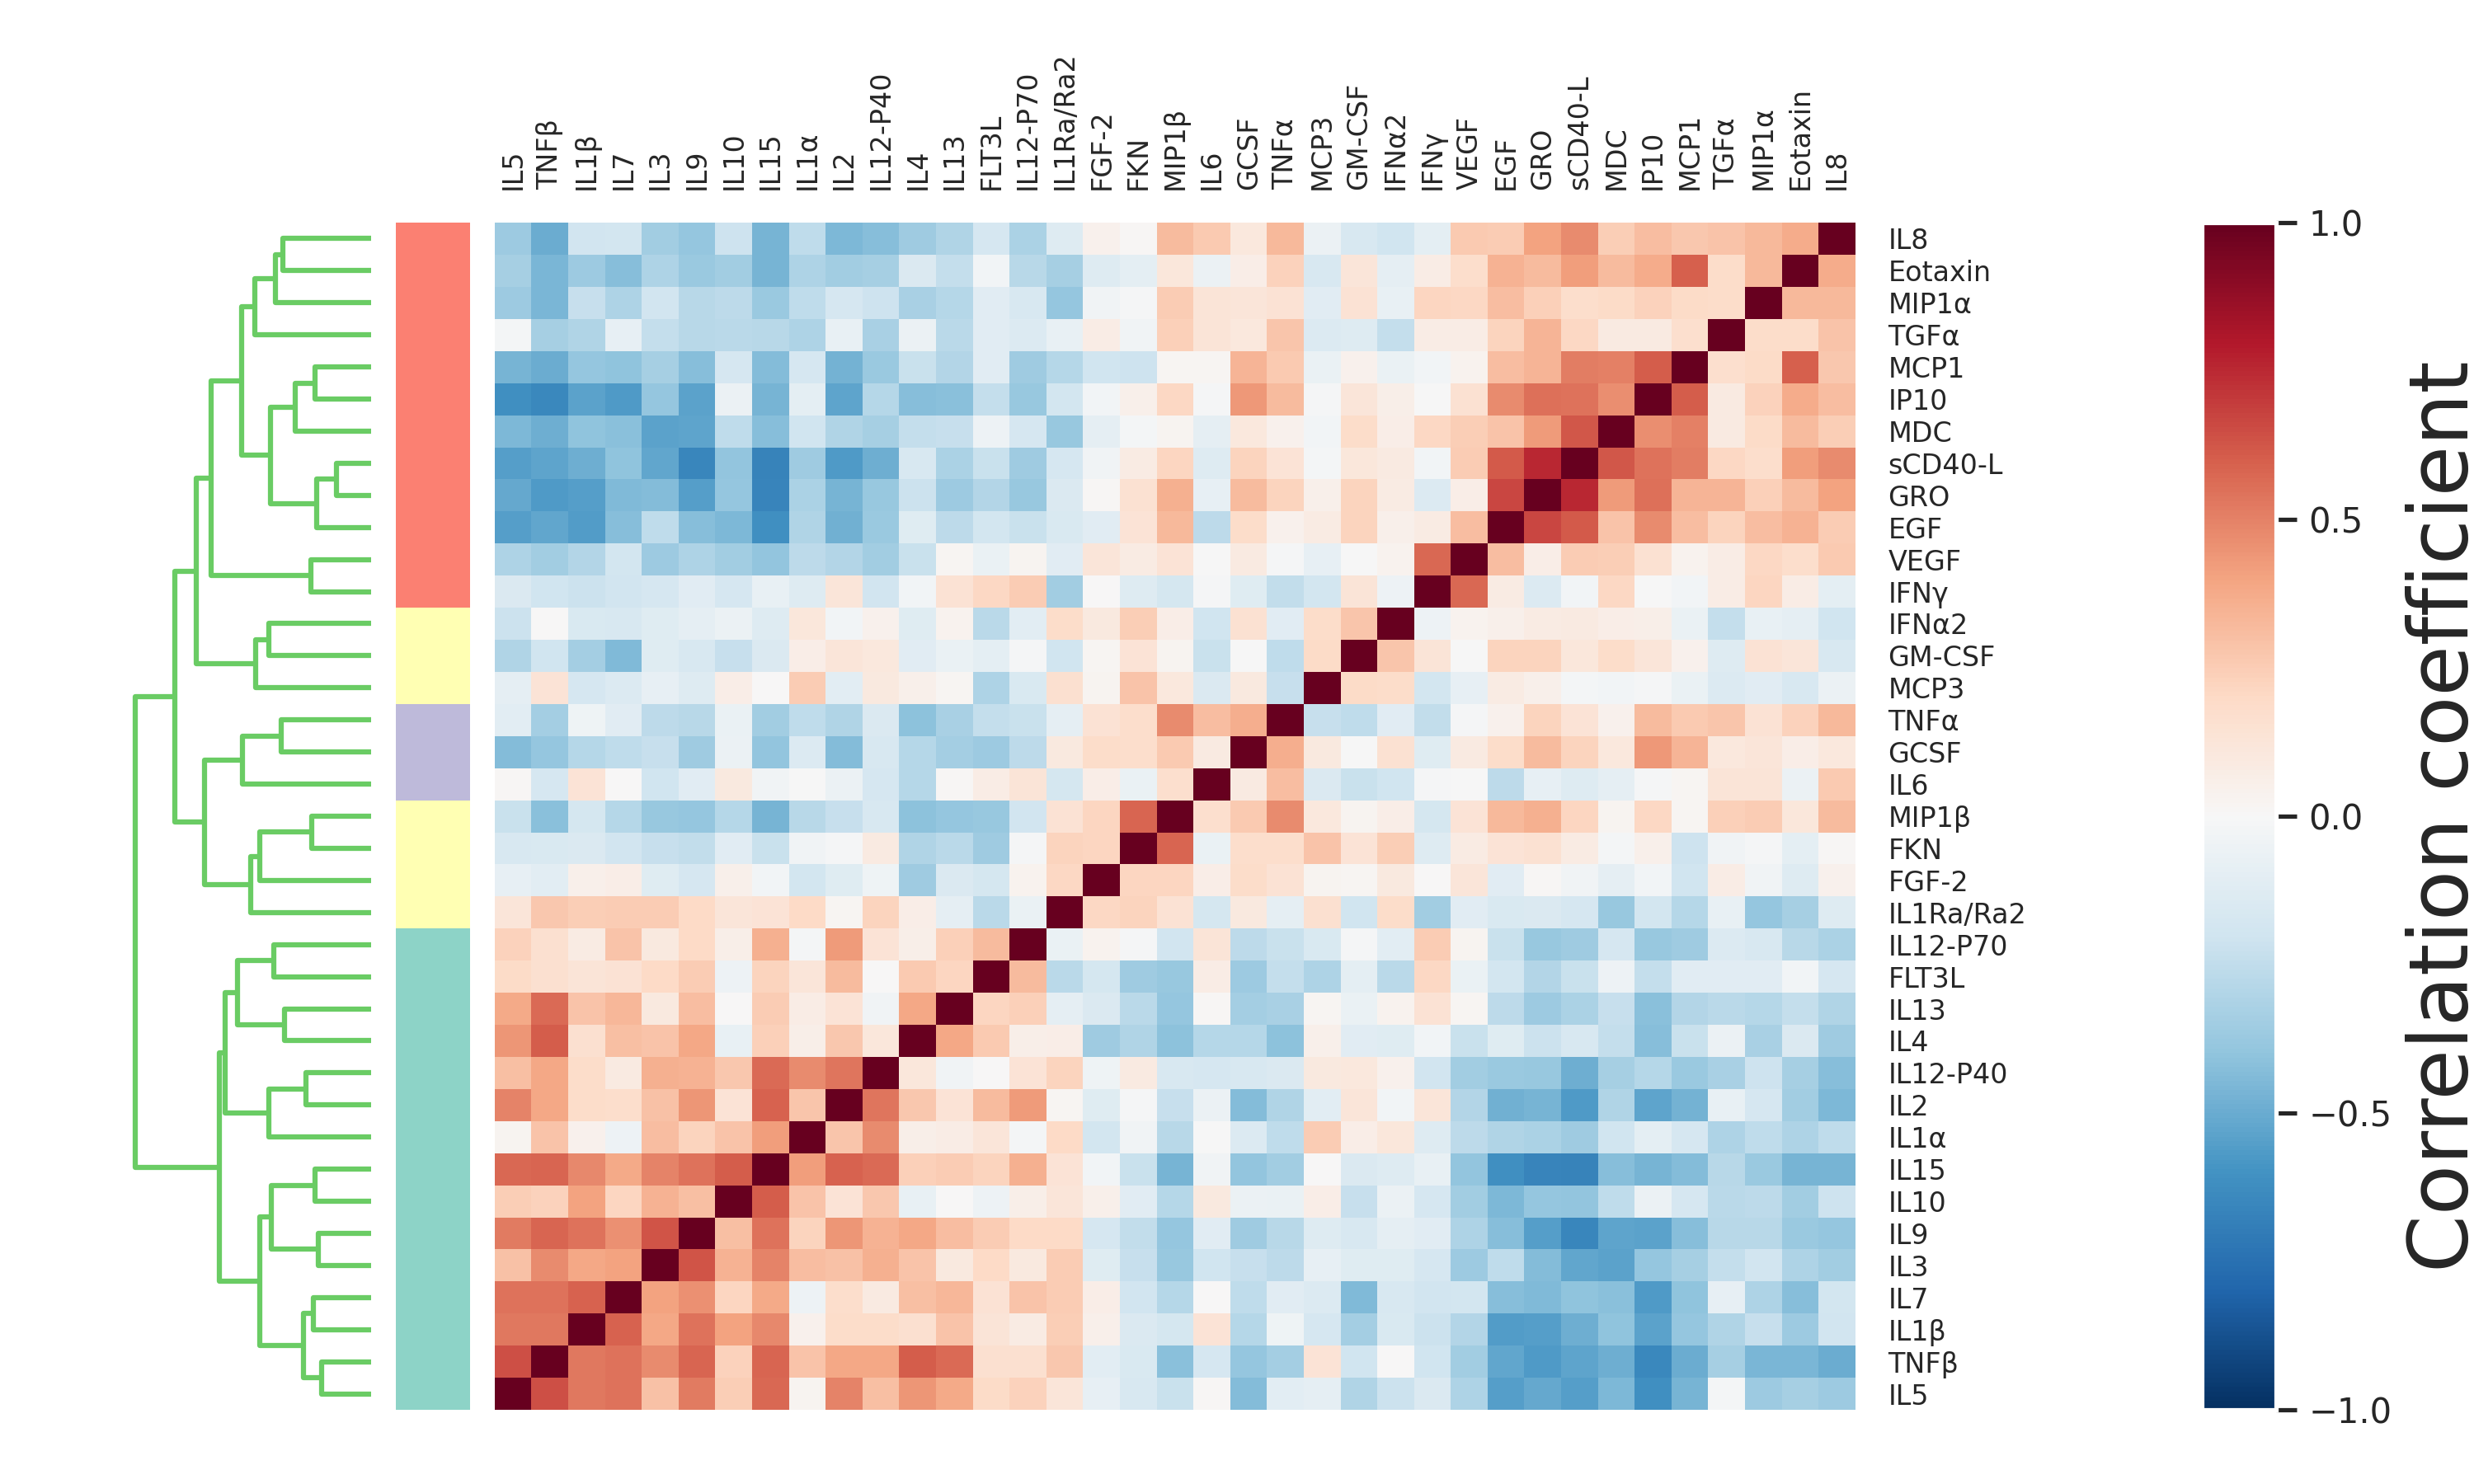 IL5
TNFβ
IL1β
IL7
IL3
IL9
IL10
IL15
IL1α
IL2
IL12-P40
IL4
IL13
FLT3L
IL12-P70
IL1Ra/Ra2
FGF-2
FKN
MIP1β
IL6
GCSF
TNFα
MCP3
GM-CSF
IFNα2
IFNγ
VEGF
EGF
GRO
sCD40-L
MDC
IP10
MCP1
TGFα
MIP1α
Eotaxin
IL8
IL8
Eotaxin
MIP1α
TGFα
MCP1
IP10
MDC
sCD40-L
GRO
EGF
VEGF
IFNγ
IFNα2
GM-CSF
MCP3
TNFα
GCSF
IL6
MIP1β
FKN
FGF-2
IL1Ra/Ra2
IL12-P70
FLT3L
IL13
IL4
IL12-P40
IL2
IL1α
IL15
IL10
IL9
IL3
IL7
IL1β
TNFβ
IL5
1.0
0.5
0.0
−0.5
−1.0
Correlation coefficient